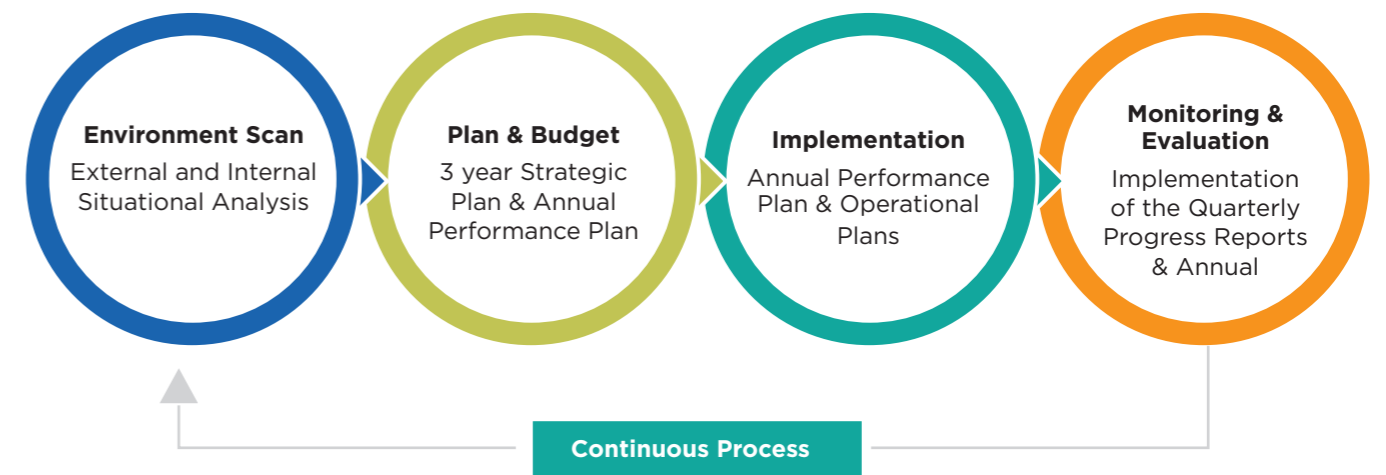 Environment Scan
External and Internal
Situational Analysis
Plan & Budget
3 year Strategic
Plan & Annual
Performance Plan
Implementation
Annual Performance
Plan & Operational
Plans
Monitoring &
Evaluation
Implementation
of the Quarterly
Progress Reports
& Annual
Continuous Process